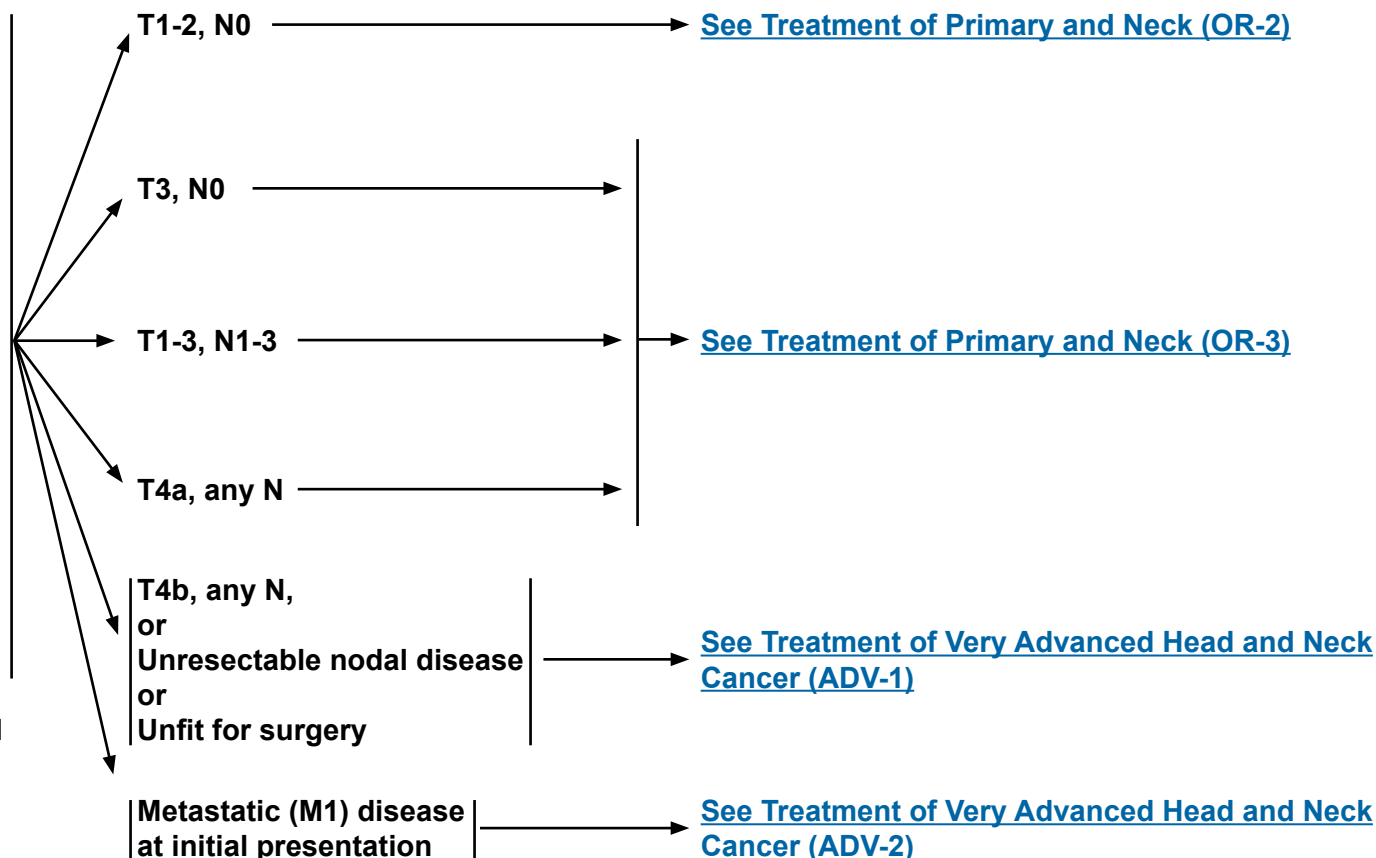 T1-2, N0
See Treatment of Primary and Neck (OR-2)
T3, N0
T1-3, N1-3
See Treatment of Primary and Neck (OR-3)
T4a, any N
T4b, any N,
or
Unresectable nodal disease
or
Unfit for surgery
See Treatment of Very Advanced Head and Neck
Cancer (ADV-1)
Metastatic (M1) disease
at initial presentation
See Treatment of Very Advanced Head and Neck
Cancer (ADV-2)